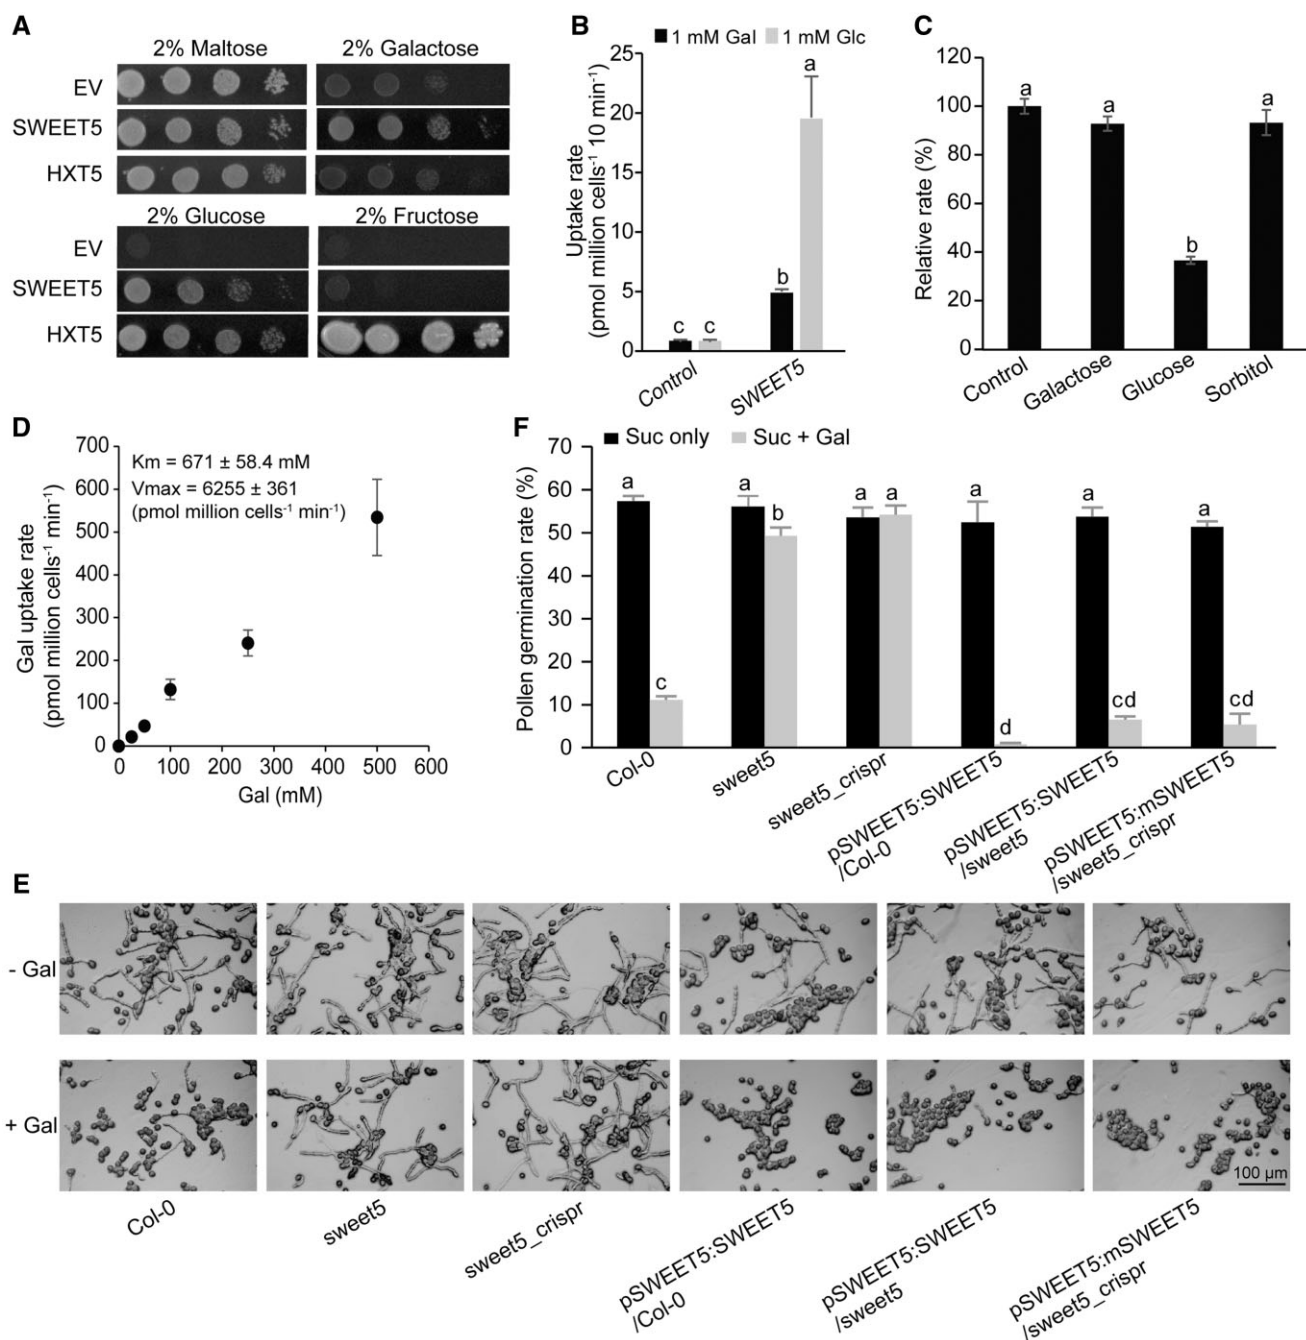 A
2% Maltose
2% Galactose
EV
SWEET5
HXT5
2% Glucose
2% Fructose
EV
SWEET5
HXT5
B
1 mM Gal
1 mM Glc
Uptake rate
(pmol million cells⁻¹ 10 min⁻¹)
25
20
15
10
5
0
c
c
b
a
Control
SWEET5
C
Relative rate (%)
120
100
80
60
40
20
0
a
a
b
a
Control
Galactose
Glucose
Sorbitol
D
Gal uptake rate
(pmol million cells⁻¹ min⁻¹)
700
600
500
400
300
200
100
0
Km = 671 ± 58.4 mM
Vmax = 6255 ± 361
(pmol million cells⁻¹ min⁻¹)
0 100 200 300 400 500 600
Gal (mM)
F
Suc only
Suc + Gal
Pollen germination rate (%)
70
60
50
40
30
20
10
0
a
c
a
b
a
a
a
d
a
cd
a
cd
Col-0
sweet5
sweet5_crispr
pSWEET5:SWEET5
/Col-0
pSWEET5:SWEET5
/sweet5
pSWEET5:mSWEET5
/sweet5_crispr
E
- Gal
+ Gal
100 µm
Col-0
sweet5
sweet5_crispr
pSWEET5:SWEET5
/Col-0
pSWEET5:SWEET5
/sweet5
pSWEET5:mSWEET5
/sweet5_crispr